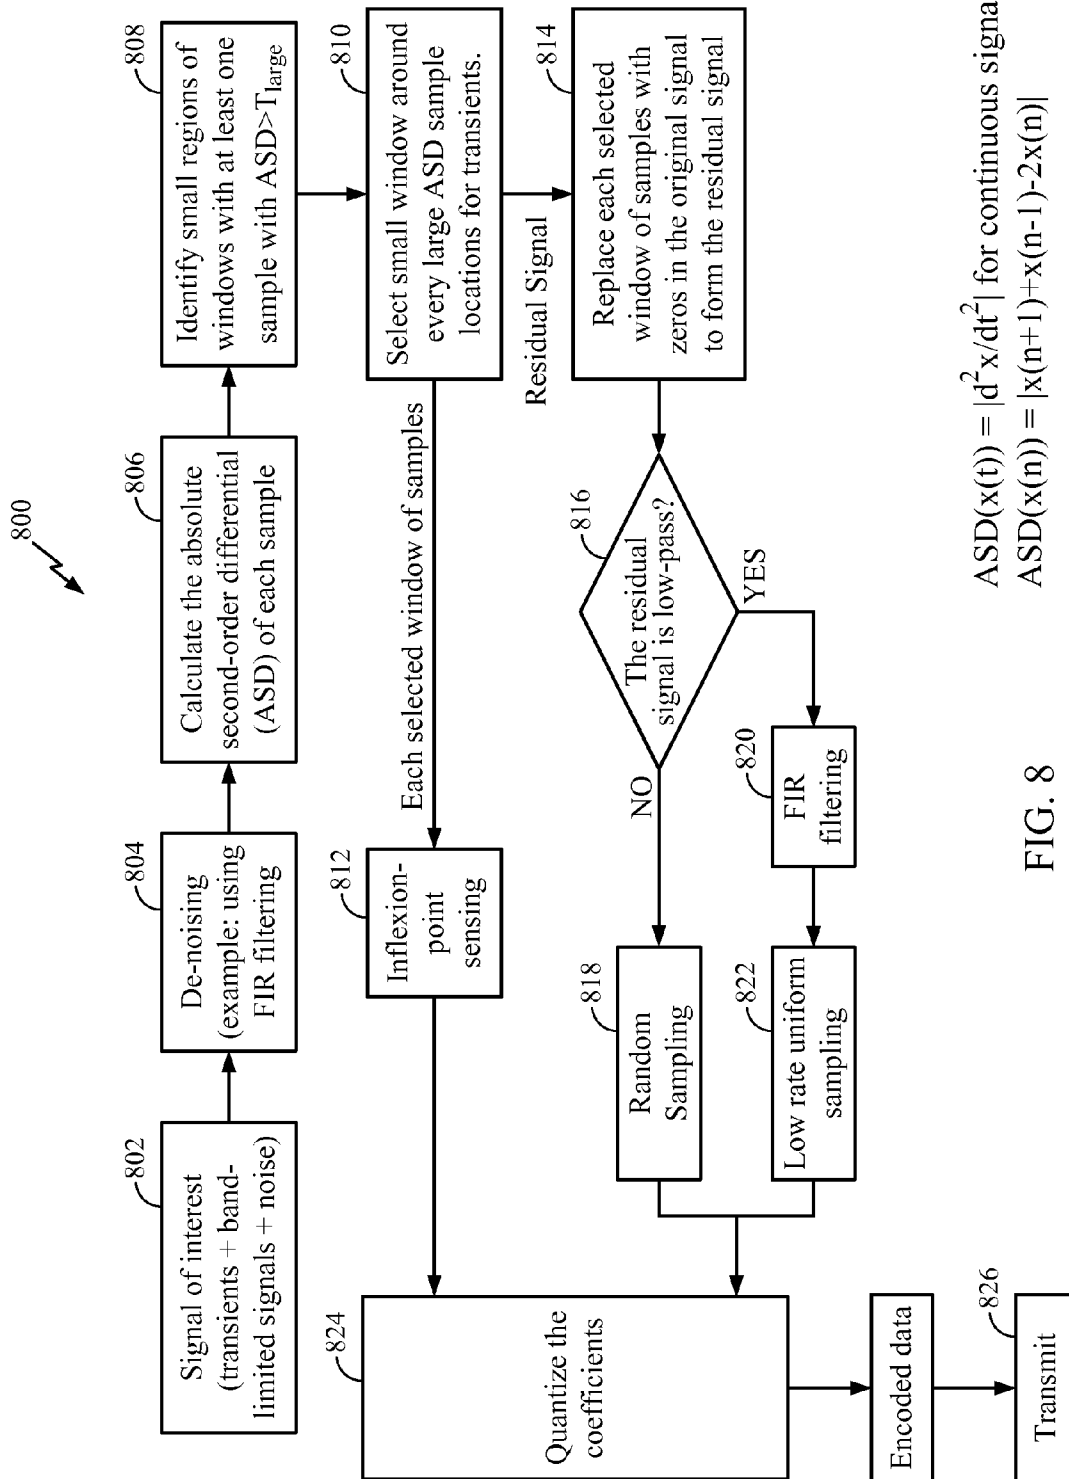 800
802
Signal of interest
(transients + band-
limited signals + noise)
804
De-noising
(example: using
FIR filtering
806
Calculate the absolute
second-order differential
(ASD) of each sample
808
Identify small regions of
windows with at least one
sample with ASD>T_large
810
Select small window around
every large ASD sample
locations for transients.
Each selected window of samples
812
Inflexion-
point
sensing
Residual Signal
814
Replace each selected
window of samples with
zeros in the original signal
to form the residual signal
816
The residual
signal is low-pass?
NO
YES
818
Random
Sampling
820
FIR
filtering
822
Low rate uniform
sampling
824
Quantize the
coefficients
Encoded data
826
Transmit
ASD(x(t)) = |d²x/dt²| for continuous signal
ASD(x(n)) = |x(n+1)+x(n-1)-2x(n)|
FIG. 8